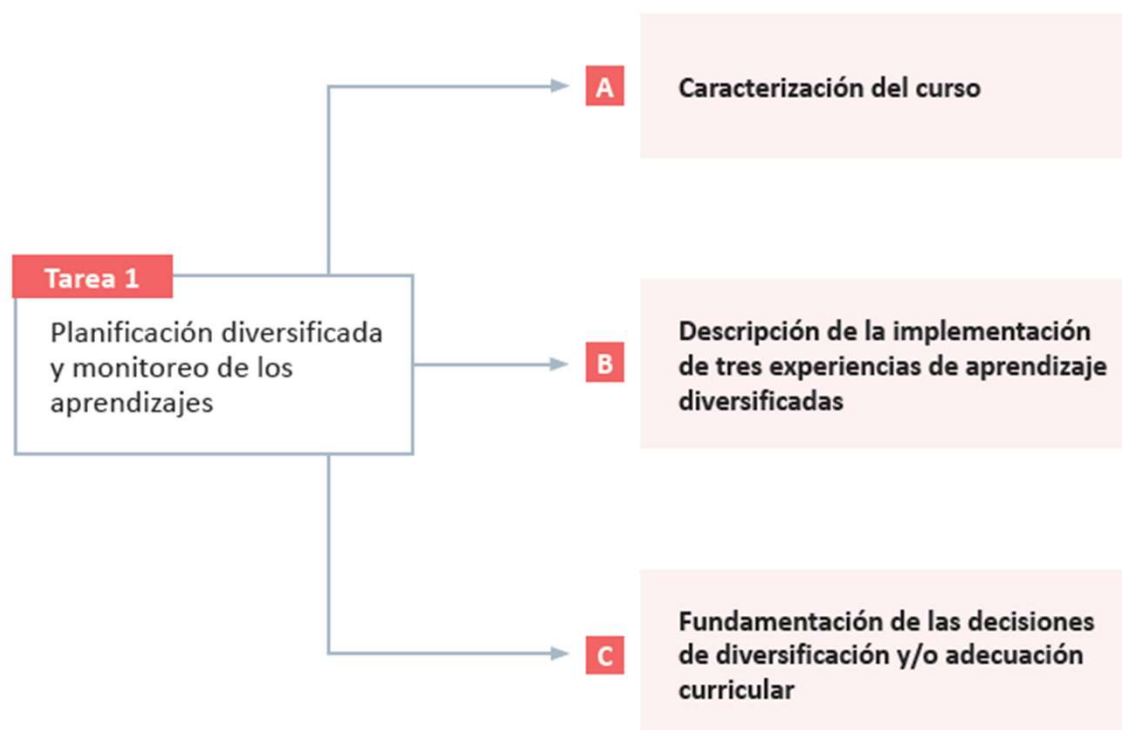 A
Caracterización del curso
Tarea 1
Planificación diversificada
y monitoreo de los
aprendizajes
B
Descripción de la implementación
de tres experiencias de aprendizaje
diversificadas
C
Fundamentación de las decisiones
de diversificación y/o adecuación
curricular